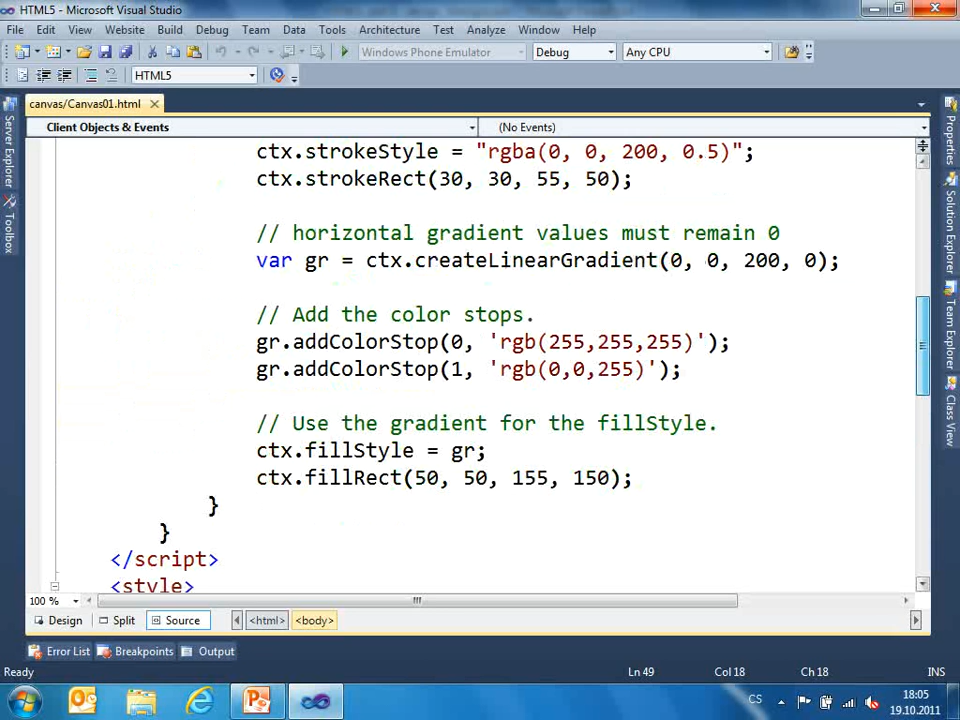 HTML5 - Microsoft Visual Studio
File Edit View Website Build Debug Team Data Tools Architecture Test Analyze Window Help
Windows Phone Emulator Debug Any CPU
HTML5
canvas/Canvas01.html
Client Objects & Events (No Events)
ctx.strokeStyle = "rgba(0, 0, 200, 0.5)";
ctx.strokeRect(30, 30, 55, 50);
// horizontal gradient values must remain 0
var gr = ctx.createLinearGradient(0, 0, 200, 0);
// Add the color stops.
gr.addColorStop(0, 'rgb(255,255,255)');
gr.addColorStop(1, 'rgb(0,0,255)');
// Use the gradient for the fillStyle.
ctx.fillStyle = gr;
ctx.fillRect(50, 50, 155, 150);
}
}
</script>
<style>
100 %
Design Split Source <html> <body>
Error List Breakpoints Output
Ready Ln 49 Col 18 Ch 18 INS
CS 18:05
19.10.2011
Server Explorer
Toolbox
Properties
Solution Explorer
Team Explorer
Class View